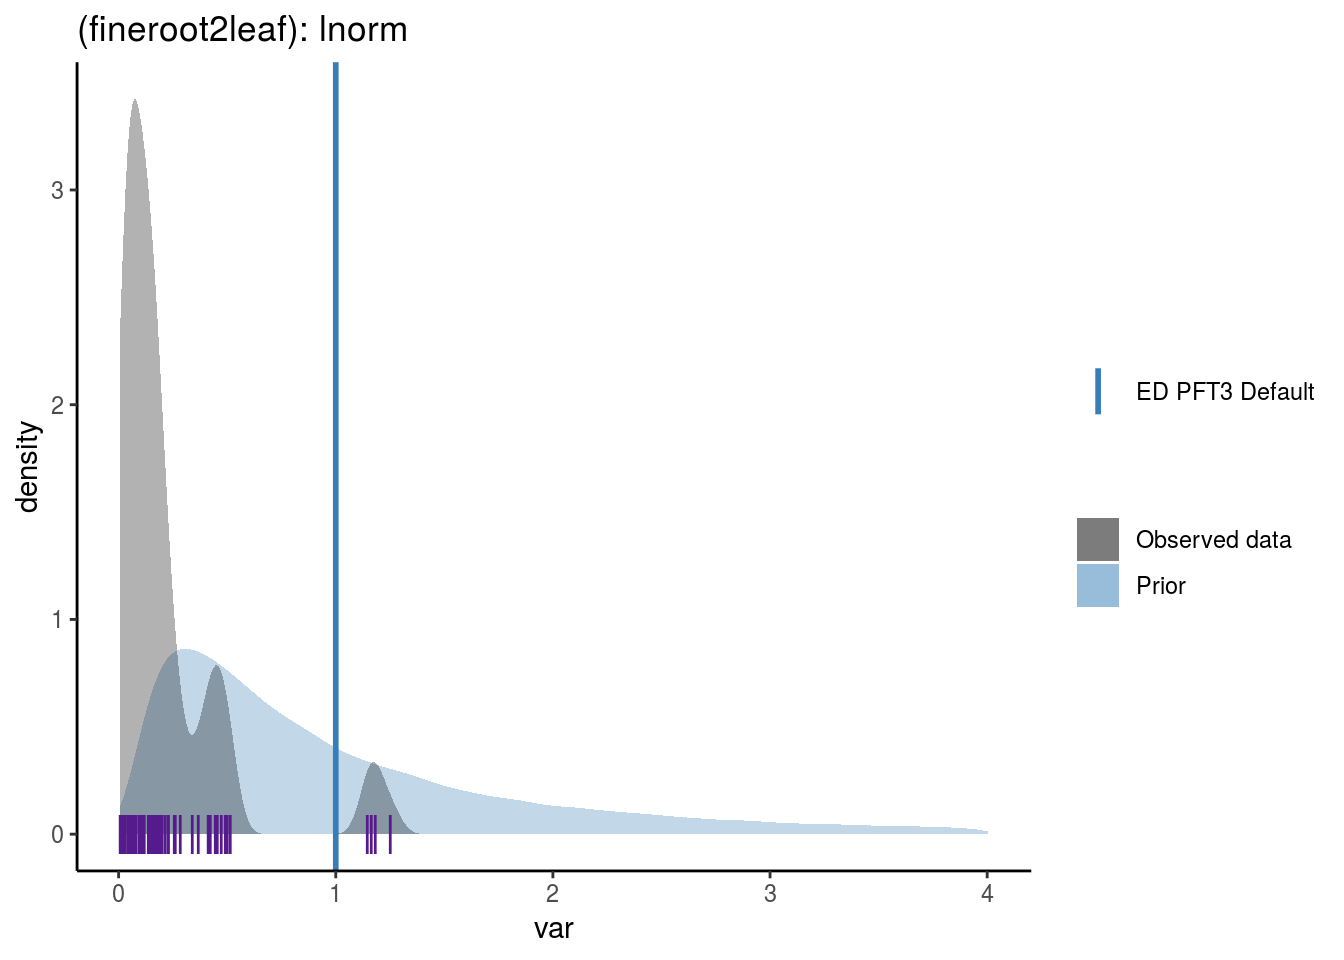 (fineroot2leaf): lnorm
density
3
2
1
0
0 1 2 3 4
var
ED PFT3 Default
Observed data
Prior